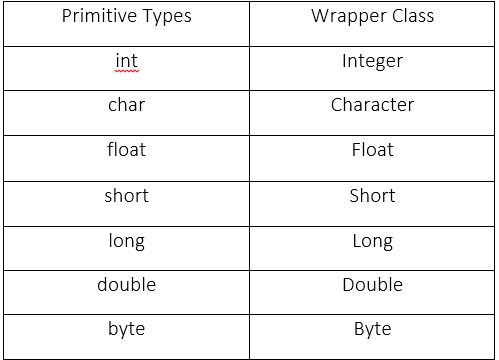 Primitive Types Wrapper Class
int Integer
char Character
float Float
short Short
long Long
double Double
byte Byte